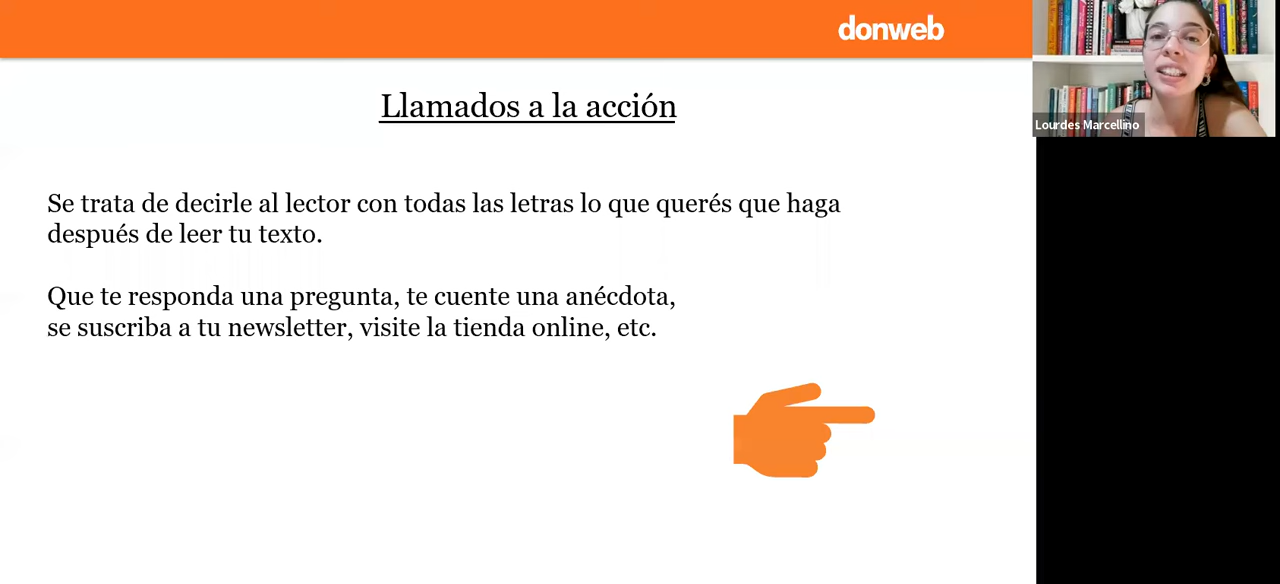 donweb
Llamados a la acción
Se trata de decirle al lector con todas las letras lo que querés que haga
después de leer tu texto.
Que te responda una pregunta, te cuente una anécdota,
se suscriba a tu newsletter, visite la tienda online, etc.
Lourdes Marcellino